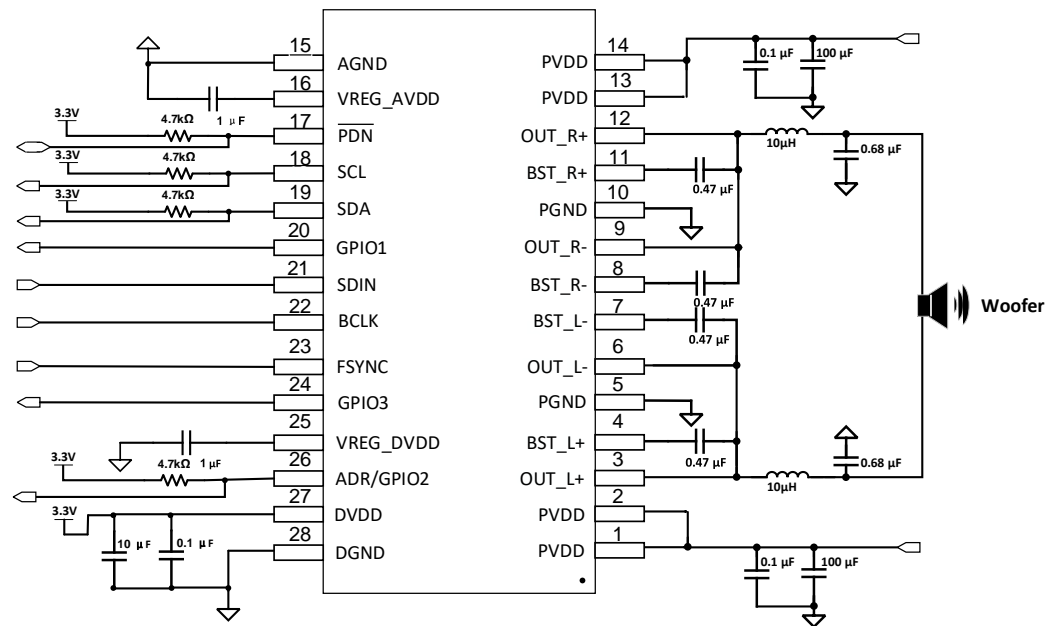 15
AGND
16
VREG_AVDD
1 μF
3.3V
4.7kΩ
17
PDN
3.3V
4.7kΩ
18
SCL
3.3V
4.7kΩ
19
SDA
20
GPIO1
21
SDIN
22
BCLK
23
FSYNC
24
GPIO3
25
VREG_DVDD
1 μF
3.3V
4.7kΩ
26
ADR/GPIO2
3.3V
27
DVDD
10 μF
0.1 μF
28
DGND
14
PVDD
0.1 μF
100 μF
13
PVDD
12
OUT_R+
10μH
0.68 μF
11
BST_R+
0.47 μF
10
PGND
9
OUT_R-
8
BST_R-
0.47 μF
7
BST_L-
0.47 μF
Woofer
6
OUT_L-
5
PGND
4
BST_L+
0.47 μF
3
OUT_L+
10μH
0.68 μF
2
PVDD
1
PVDD
0.1 μF
100 μF